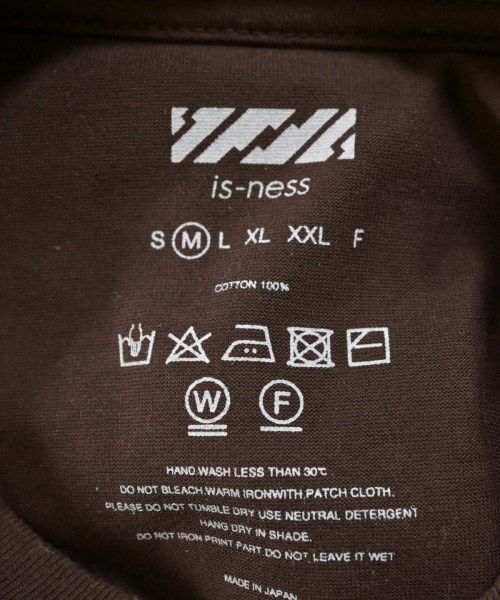 is-ness
S M L XL XXL F
COTTON 100%
W F
HAND WASH LESS THAN 30℃
DO NOT BLEACH.WARM IRONWITH PATCH CLOTH.
PLEASE DO NOT TUMBLE DRY USE NEUTRAL DETERGENT
HANG DRY IN SHADE.
DO NOT IRON PRINT PART.DO NOT LEAVE IT WET
MADE IN JAPAN